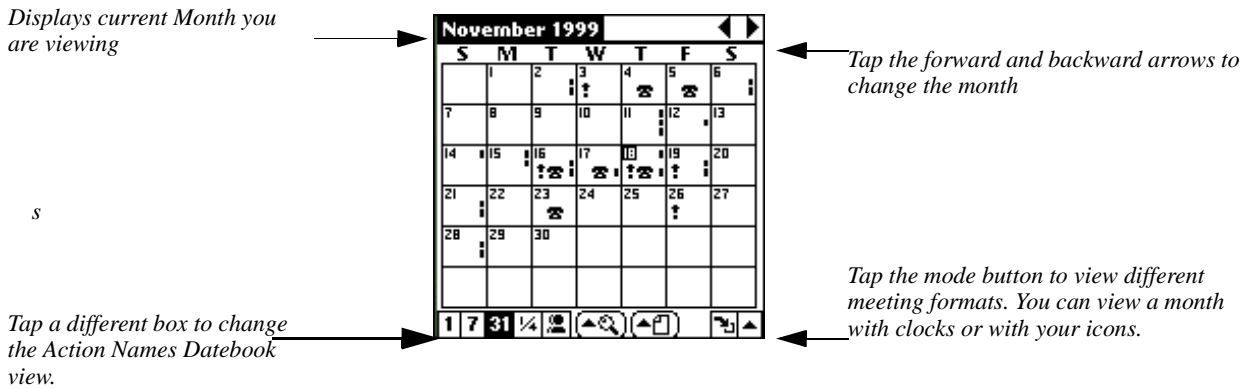 Displays current Month you
are viewing
November 1999
S M T W T F S
1 2 3 4 5 6
7 8 9 10 11 12 13
14 15 16 17 18 19 20
21 22 23 24 25 26 27
28 29 30
1 7 31 1/4
Tap the forward and backward arrows to
change the month
s
Tap the mode button to view different
meeting formats. You can view a month
with clocks or with your icons.
Tap a different box to change
the Action Names Datebook
view.